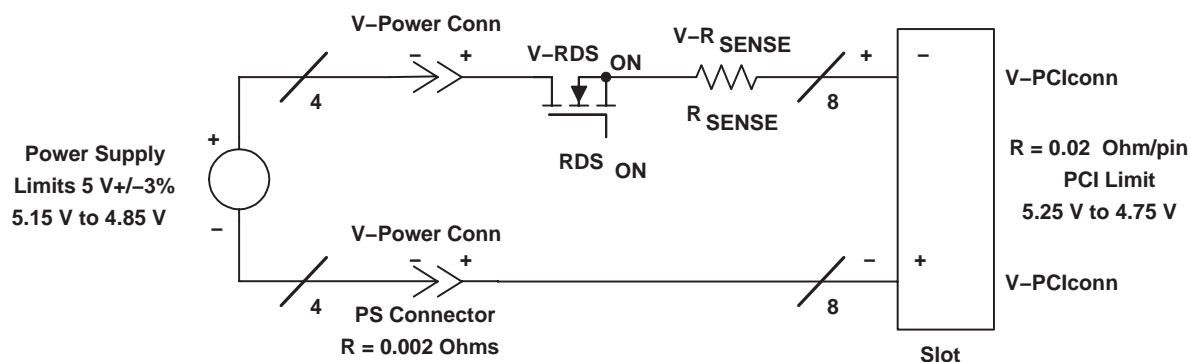 V−Power Conn
V−RDS ON
V−R SENSE
− +
+ −
4
8
V−PCIconn
R SENSE
RDS ON
+
Power Supply
Limits 5 V+/−3%
5.15 V to 4.85 V
−
R = 0.02 Ohm/pin
PCI Limit
5.25 V to 4.75 V
V−Power Conn
− +
− +
4
8
V−PCIconn
PS Connector
R = 0.002 Ohms
Slot